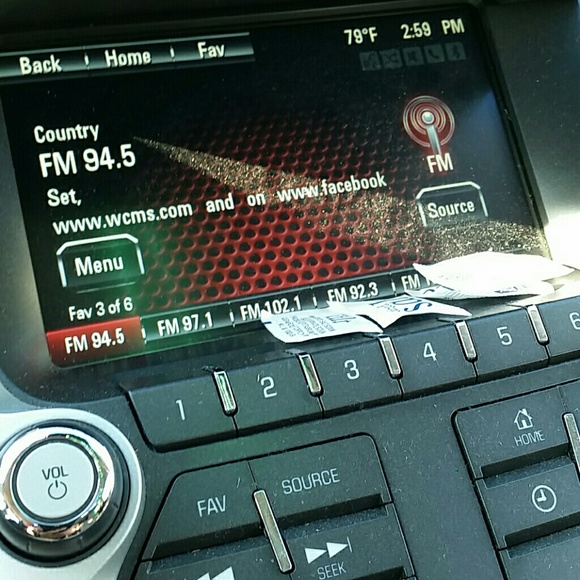 Back Home Fav 79°F 2:59 PM
Country
FM 94.5
FM
Set,
www.wcms.com and on www.facebook
Source
Menu
Fav 3 of 6
FM 94.5 FM 97.1 FM 102.1 FM 92.3 FM
1 2 3 4 5 6
VOL
FAV SOURCE
HOME
SEEK